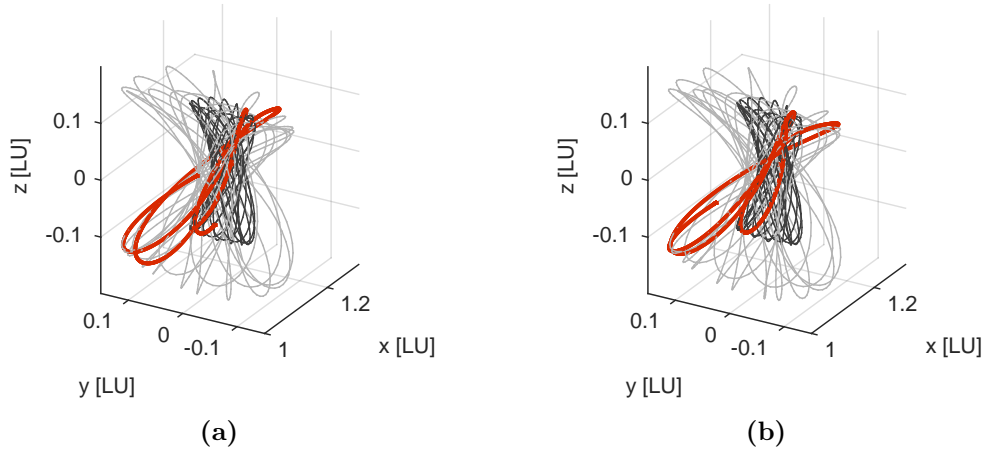 0.1 0.1
z [LU] 0 z [LU] 0
-0.1 -0.1
1.2 1.2
0.1 0.1
0 0
-0.1 1 x [LU] -0.1 1 x [LU]
y [LU] y [LU]
(a) (b)